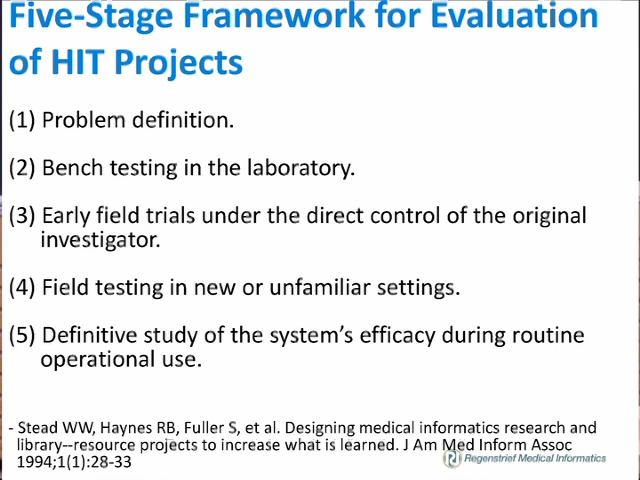 Five-Stage Framework for Evaluation
of HIT Projects
(1) Problem definition.
(2) Bench testing in the laboratory.
(3) Early field trials under the direct control of the original
investigator.
(4) Field testing in new or unfamiliar settings.
(5) Definitive study of the system's efficacy during routine
operational use.
- Stead WW, Haynes RB, Fuller S, et al. Designing medical informatics research and
library--resource projects to increase what is learned. J Am Med Inform Assoc
1994;1(1):28-33
Regenstrief Medical Informatics